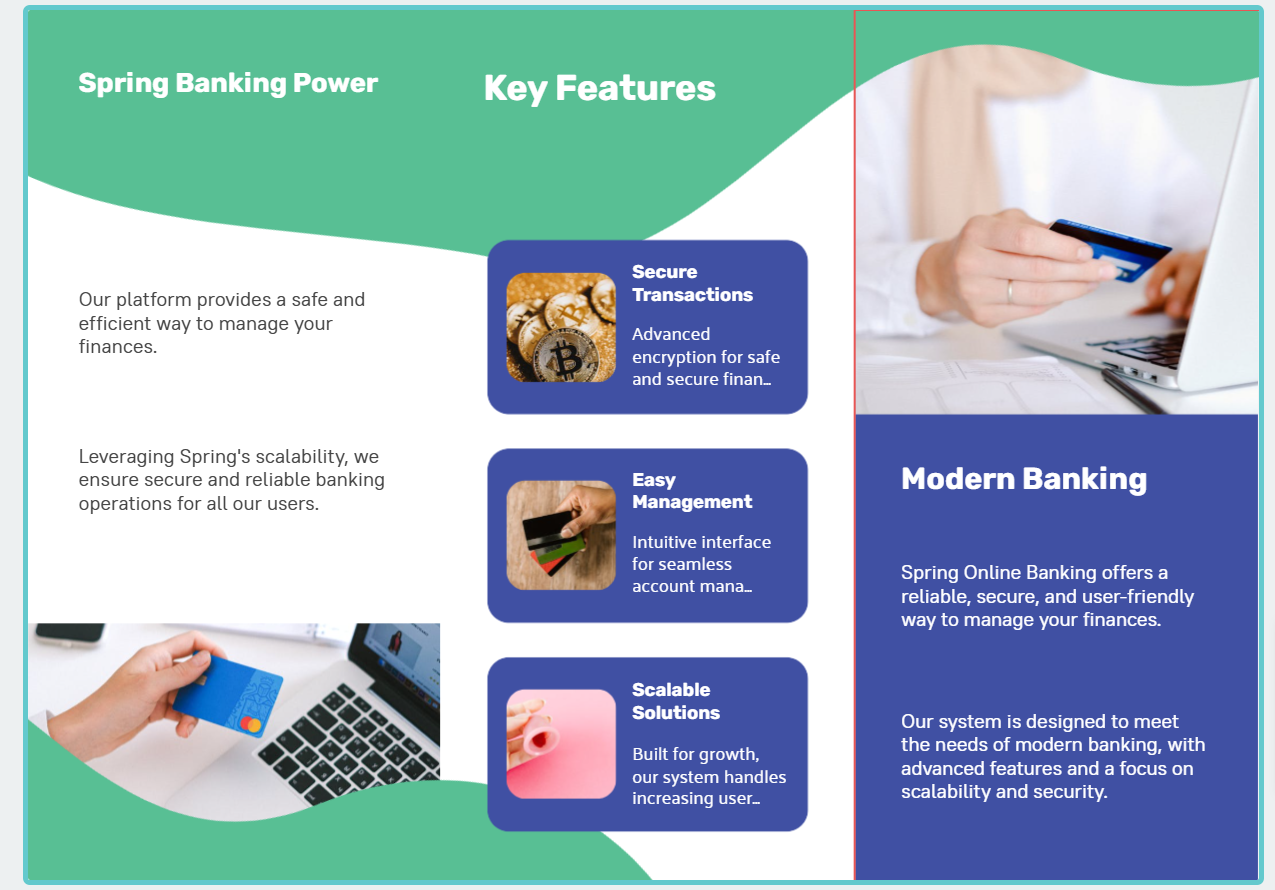 Spring Banking Power
Our platform provides a safe and
efficient way to manage your
finances.
Leveraging Spring's scalability, we
ensure secure and reliable banking
operations for all our users.
Key Features
Secure
Transactions
Advanced
encryption for safe
and secure finan...
Easy
Management
Intuitive interface
for seamless
account mana...
Scalable
Solutions
Built for growth,
our system handles
increasing user...
Modern Banking
Spring Online Banking offers a
reliable, secure, and user-friendly
way to manage your finances.
Our system is designed to meet
the needs of modern banking, with
advanced features and a focus on
scalability and security.